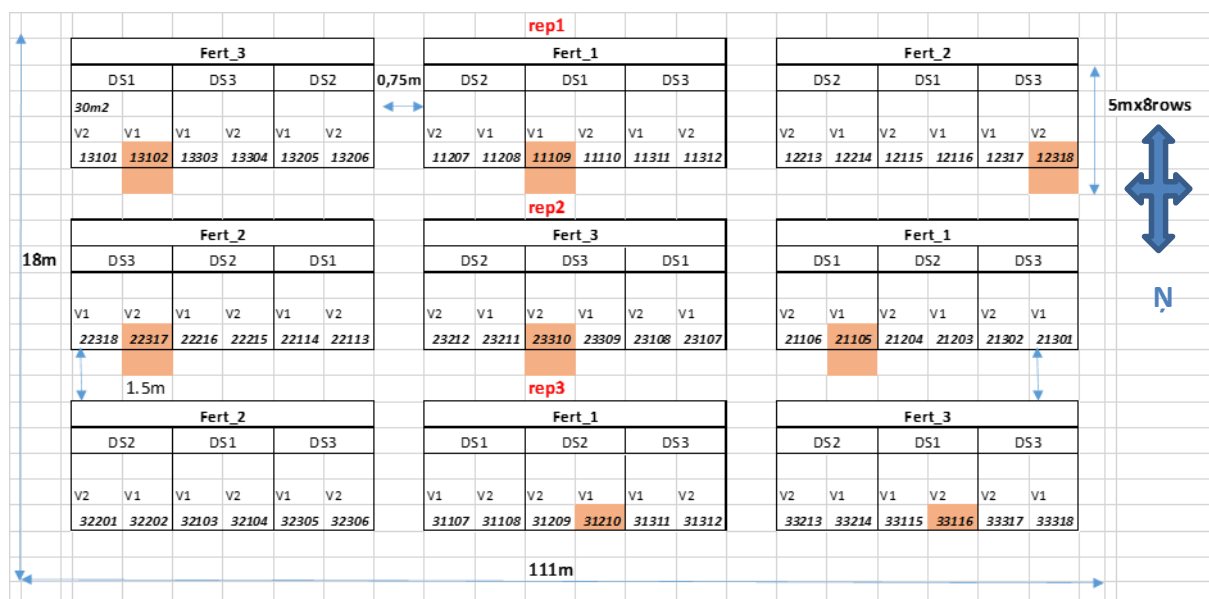 rep1
Fert_3 Fert_1 Fert_2
DS1 DS3 DS2 0,75m DS2 DS1 DS3 DS2 DS1 DS3
30m2 5mx8rows
V2 V1 V1 V2 V1 V2 V2 V1 V1 V2 V1 V2 V2 V1 V1 V2 V1 V2
13101 13102 13303 13304 13205 13206 11207 11208 11109 11110 11311 11312 12213 12214 12115 12116 12317 12318
rep2
Fert_2 Fert_3 Fert_1
18m DS3 DS2 DS1 DS2 DS3 DS1 DS1 DS2 DS3
N
V1 V2 V1 V2 V1 V2 V2 V1 V2 V1 V2 V1 V2 V1 V2 V1 V2 V1
22318 22317 22216 22215 22114 22113 23212 23211 23310 23309 23108 23107 21106 21105 21204 21203 21302 21301
1.5m rep3
Fert_2 Fert_1 Fert_3
DS2 DS1 DS3 DS1 DS2 DS3 DS2 DS1 DS3
V2 V1 V1 V2 V1 V2 V1 V2 V2 V1 V1 V2 V2 V1 V1 V2 V2 V1
32201 32202 32103 32104 32305 32306 31107 31108 31209 31210 31311 31312 33213 33214 33115 33116 33317 33318
111m